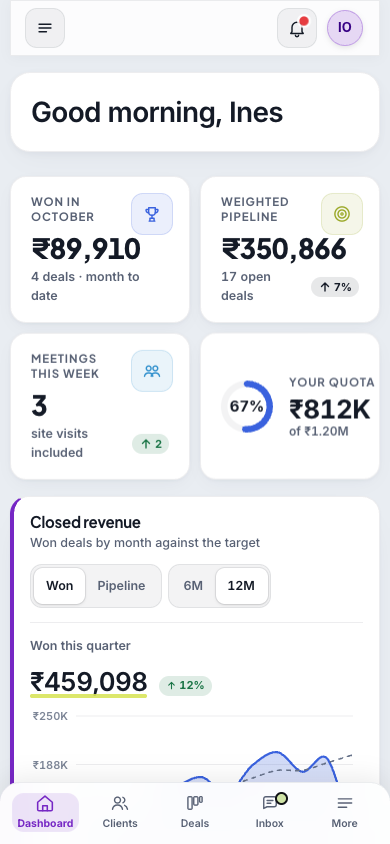 IO
Good morning, Ines
WON IN
OCTOBER
₹89,910
4 deals · month to
date
WEIGHTED
PIPELINE
₹350,866
17 open
deals
↑ 7%
MEETINGS
THIS WEEK
3
site visits
included
↑ 2
67%
YOUR QUOTA
₹812K
of ₹1.20M
Closed revenue
Won deals by month against the target
Won Pipeline 6M 12M
Won this quarter
₹459,098 ↑ 12%
₹250K
₹188K
Dashboard Clients Deals Inbox More